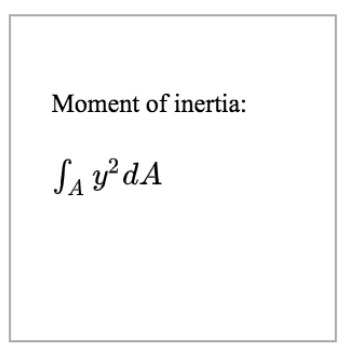 Moment of inertia:
∫_A y² dA